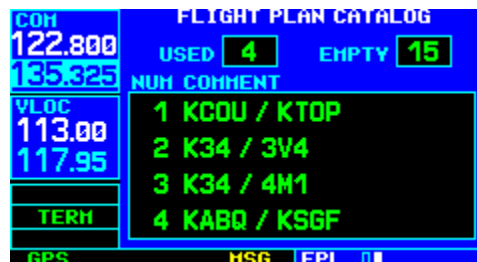 COM
122.800
135.325
VLOC
113.00
117.95
TERM
GPS
FLIGHT PLAN CATALOG
USED 4 EMPTY 15
NUM COMMENT
1 KCOU / KTOP
2 K34 / 3V4
3 K34 / 4M1
4 KABQ / KSGF
MSG FPL